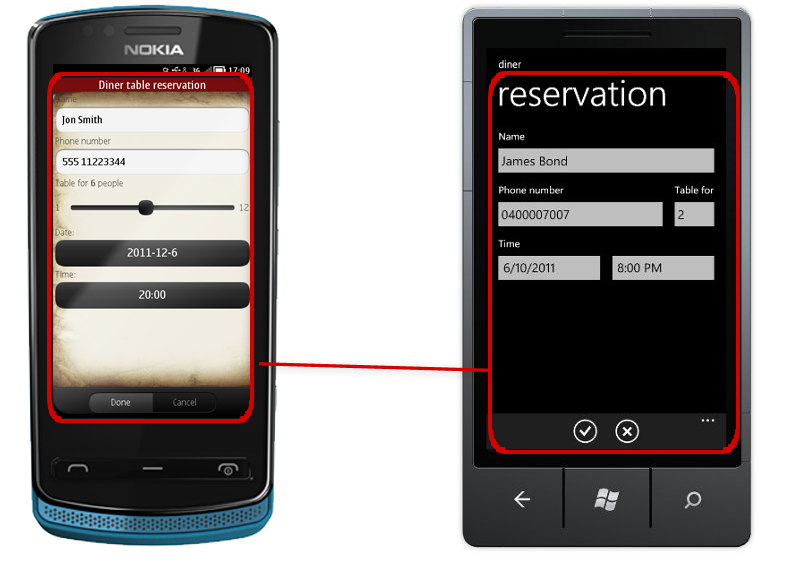 NOKIA
3G 17:09
Diner table reservation
Name:
Jon Smith
Phone number
555 11223344
Table for 6 people
1 12
Date:
2011-12-6
Time:
20:00
Done Cancel
diner
reservation
Name
James Bond
Phone number Table for
0400007007 2
Time
6/10/2011 8:00 PM